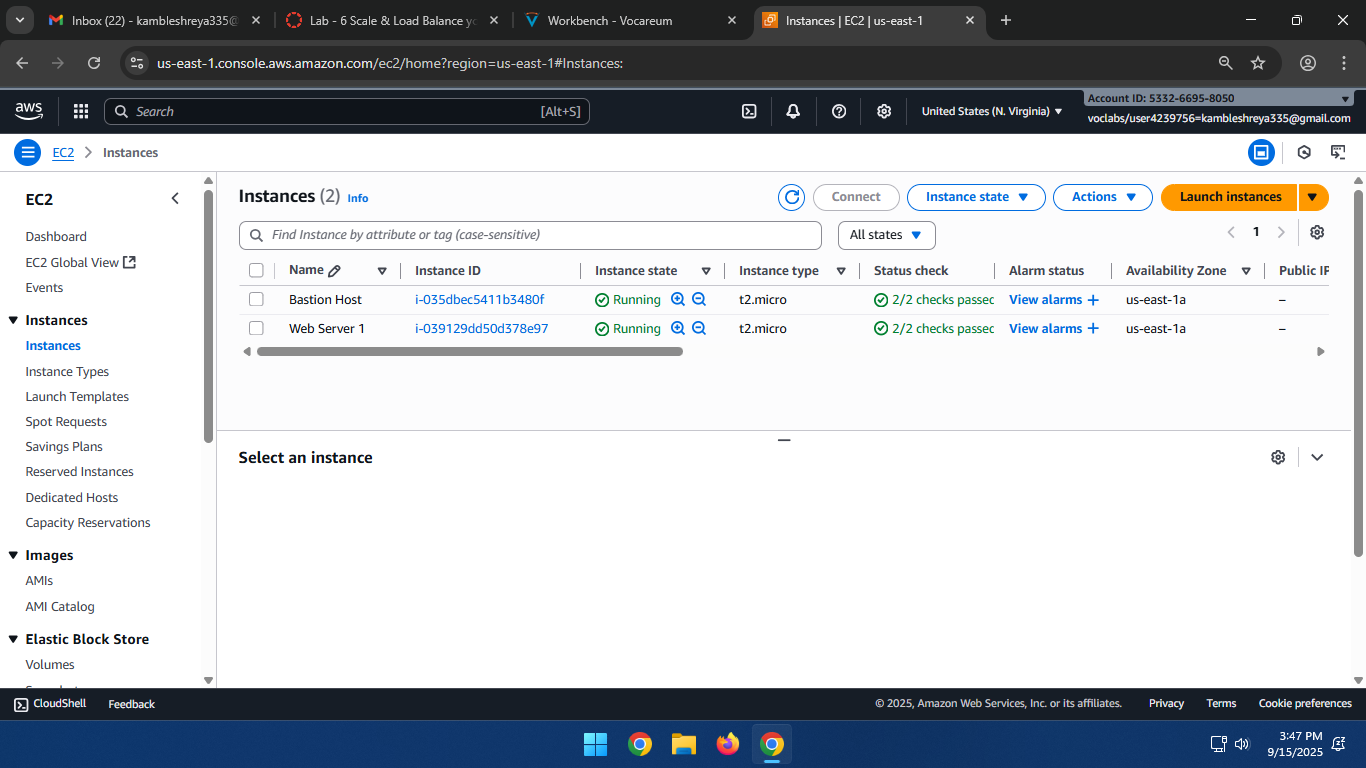 Inbox (22) - kambleshreya335@
Lab - 6 Scale & Load Balance yo
Workbench - Vocareum
Instances | EC2 | us-east-1
us-east-1.console.aws.amazon.com/ec2/home?region=us-east-1#Instances:
aws
Search
[Alt+S]
United States (N. Virginia)
Account ID: 5332-6695-8050
voclabs/user4239756=kambleshreya335@gmail.com
EC2
Instances
EC2
Dashboard
EC2 Global View
Events
Instances
Instances
Instance Types
Launch Templates
Spot Requests
Savings Plans
Reserved Instances
Dedicated Hosts
Capacity Reservations
Images
AMIs
AMI Catalog
Elastic Block Store
Volumes
Instances (2) Info
Connect
Instance state
Actions
Launch instances
Find Instance by attribute or tag (case-sensitive)
All states
1
Name Instance ID Instance state Instance type Status check Alarm status Availability Zone Public IP
Bastion Host i-035dbec5411b3480f Running t2.micro 2/2 checks passec View alarms + us-east-1a –
Web Server 1 i-039129dd50d378e97 Running t2.micro 2/2 checks passec View alarms + us-east-1a –
Select an instance
CloudShell
Feedback
© 2025, Amazon Web Services, Inc. or its affiliates.
Privacy
Terms
Cookie preferences
3:47 PM
9/15/2025